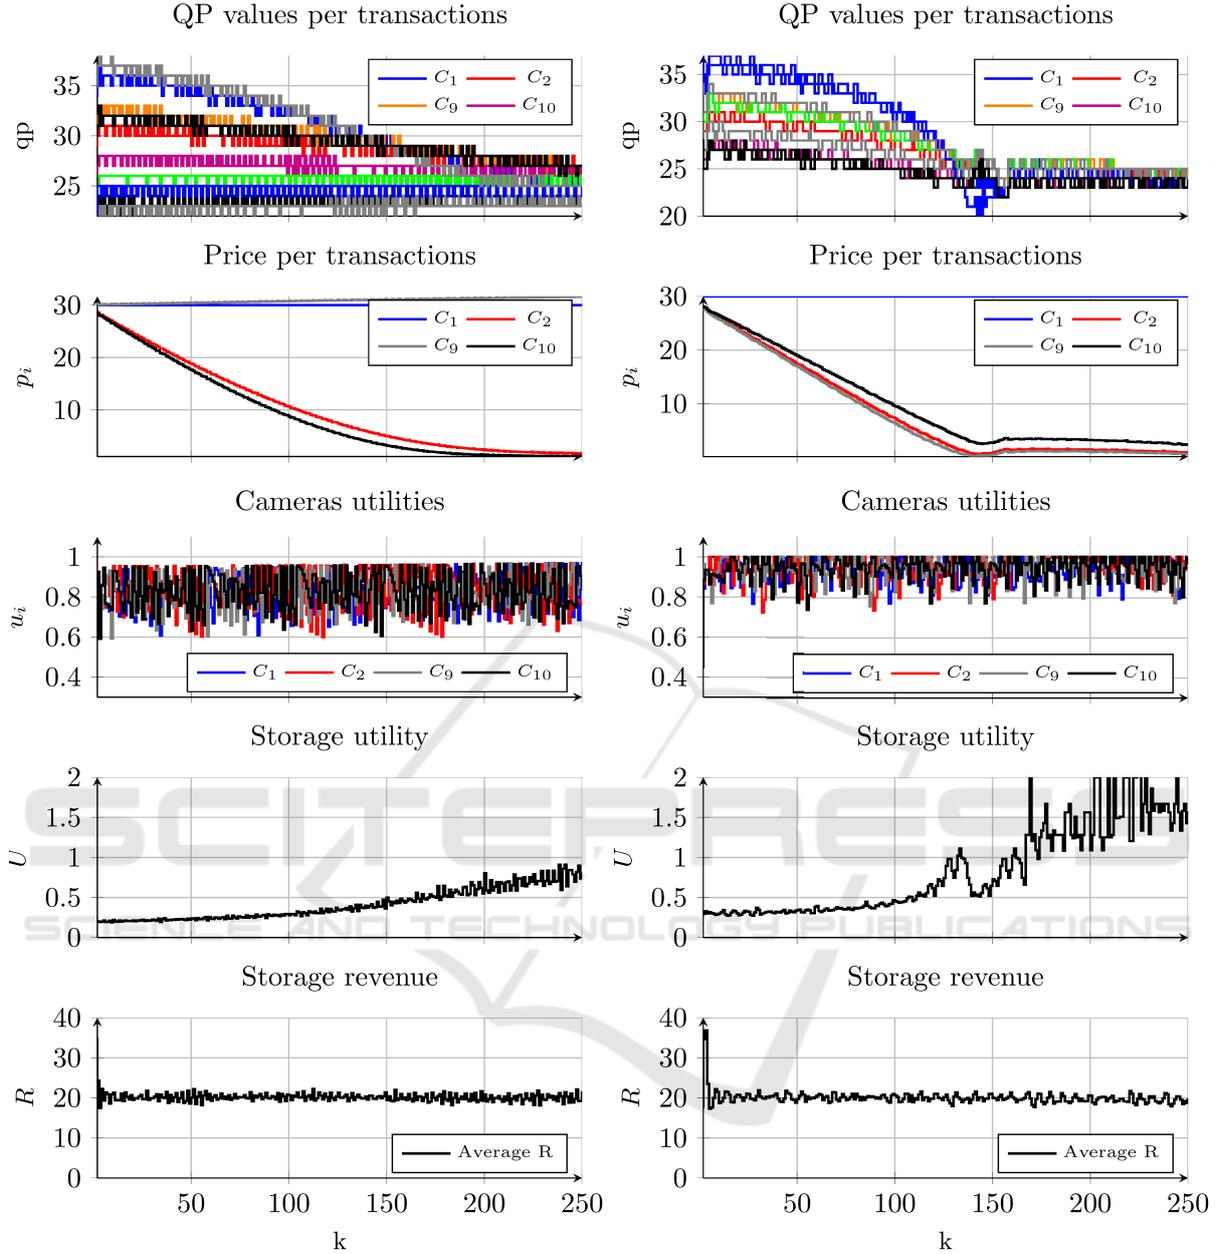 QP values per transactions
35
30
25
qp
C1 C2
C9 C10
Price per transactions
30
20
10
pi
C1 C2
C9 C10
Cameras utilities
1
0.8
0.6
0.4
ui
C1 C2 C9 C10
Storage utility
2
1.5
1
0.5
0
U
Storage revenue
40
30
20
10
0
R
Average R
50 100 150 200 250
k
QP values per transactions
35
30
25
20
qp
C1 C2
C9 C10
Price per transactions
30
20
10
pi
C1 C2
C9 C10
Cameras utilities
1
0.8
0.6
0.4
ui
C1 C2 C9 C10
Storage utility
2
1.5
1
0.5
0
U
Storage revenue
40
30
20
10
0
R
Average R
50 100 150 200 250
k
SCITEPRESS
SCIENCE AND TECHNOLOGY PUBLICATIONS